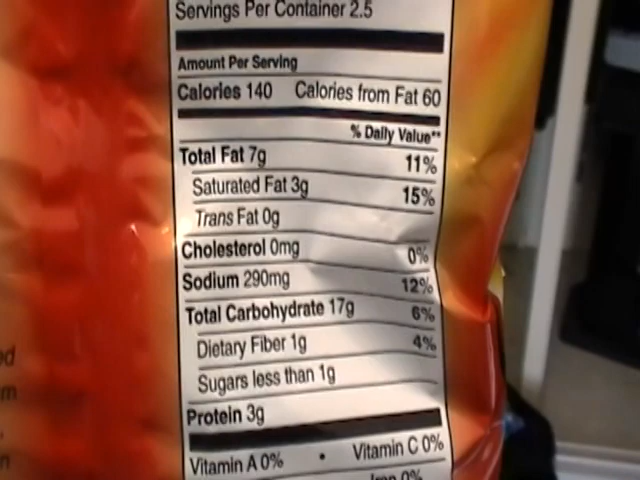 Servings Per Container 2.5
Amount Per Serving
Calories 140 Calories from Fat 60
% Daily Value**
Total Fat 7g 11%
Saturated Fat 3g 15%
Trans Fat 0g
Cholesterol 0mg 0%
Sodium 290mg 12%
Total Carbohydrate 17g 6%
Dietary Fiber 1g 4%
Sugars less than 1g
Protein 3g
Vitamin A 0% • Vitamin C 0%
Iron 0%